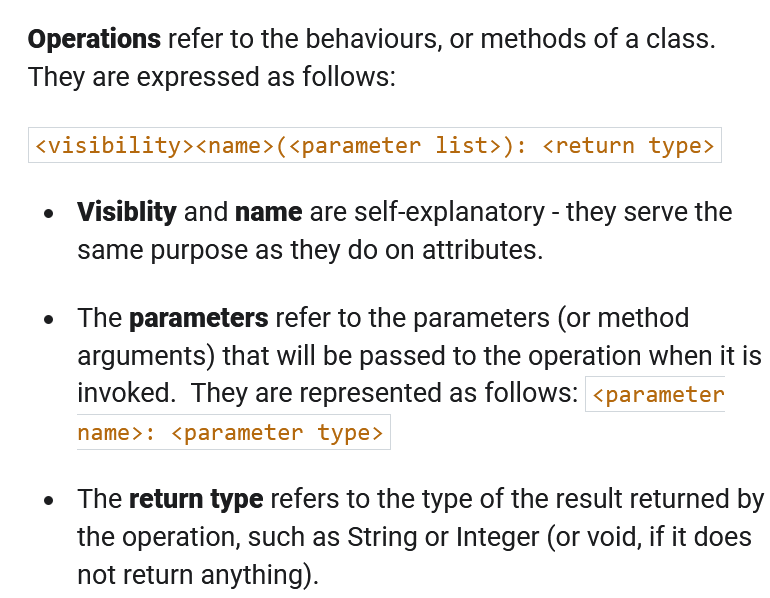 Operations refer to the behaviours, or methods of a class.
They are expressed as follows:
<visibility><name>(<parameter list>): <return type>
• Visiblity and name are self-explanatory - they serve the
same purpose as they do on attributes.
• The parameters refer to the parameters (or method
arguments) that will be passed to the operation when it is
invoked.  They are represented as follows: <parameter
name>: <parameter type>
• The return type refers to the type of the result returned by
the operation, such as String or Integer (or void, if it does
not return anything).